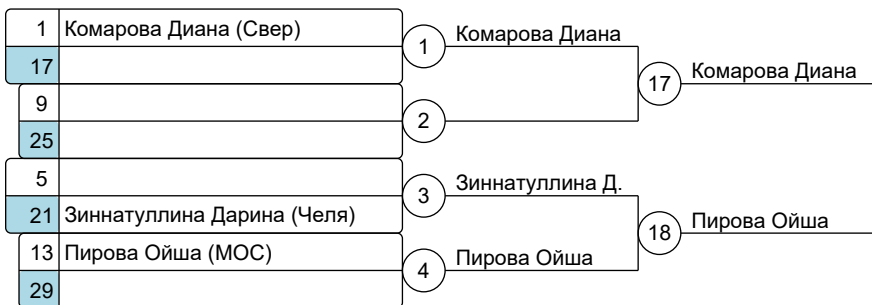 1 Комарова Диана (Свер)
1 Комарова Диана
17
17 Комарова Диана
9
2
25
5
3 Зиннатуллина Д.
21 Зиннатуллина Дарина (Челя)
18 Пирова Ойша
13 Пирова Ойша (МОС)
4 Пирова Ойша
29